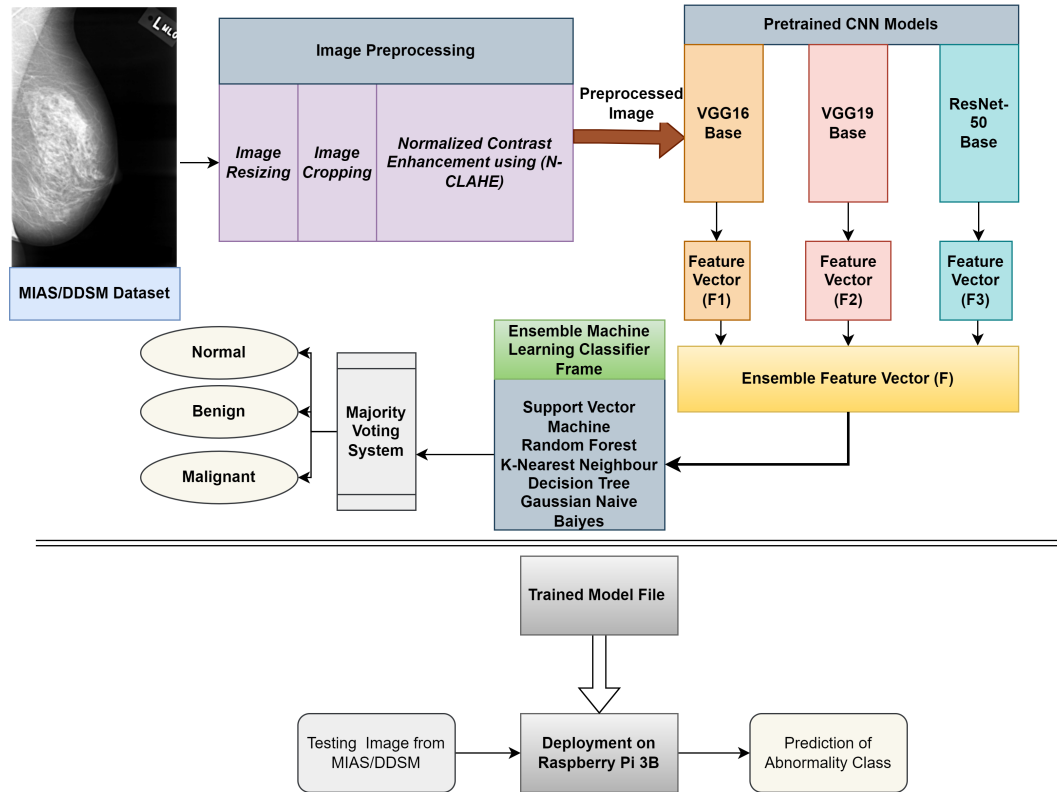 L MLO
Image Preprocessing
Image
Resizing
Image
Cropping
Normalized Contrast
Enhancement using (N-
CLAHE)
Preprocessed
Image
Pretrained CNN Models
VGG16
Base
VGG19
Base
ResNet-
50
Base
MIAS/DDSM Dataset
Feature
Vector
(F1)
Feature
Vector
(F2)
Feature
Vector
(F3)
Ensemble Feature Vector (F)
Ensemble Machine
Learning Classifier
Frame
Support Vector
Machine
Random Forest
K-Nearest Neighbour
Decision Tree
Gaussian Naive
Baiyes
Majority
Voting
System
Normal
Benign
Malignant
Trained Model File
Testing  Image from
MIAS/DDSM
Deployment on
Raspberry Pi 3B
Prediction of
Abnormality Class